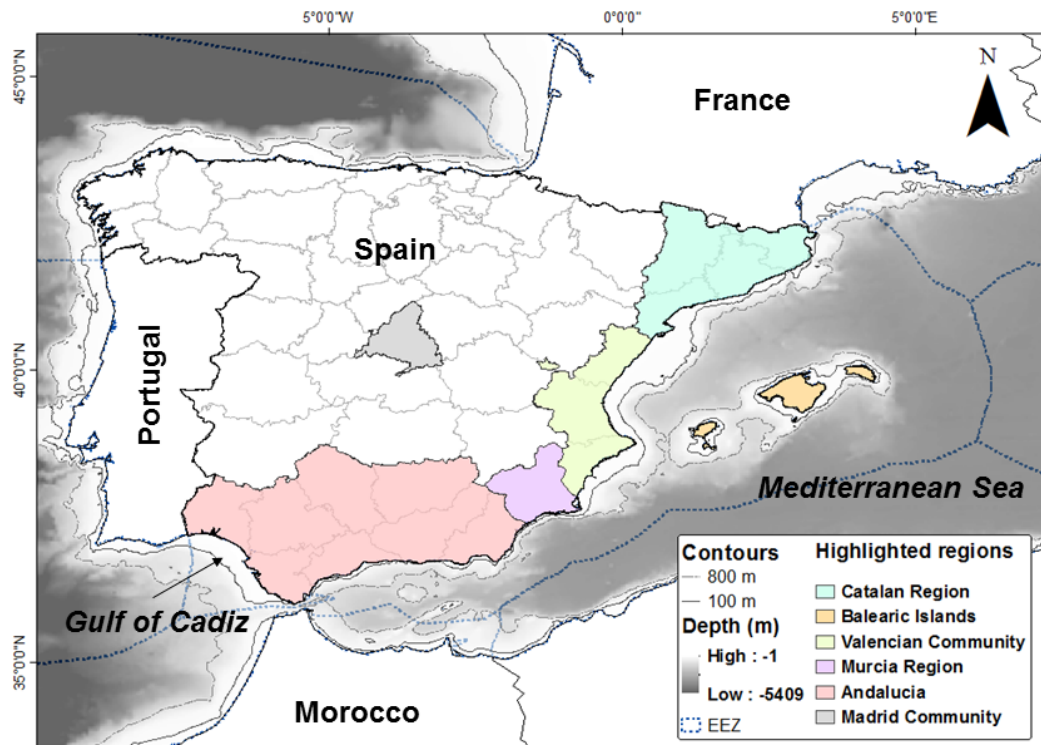 5°0'0"W
0°0'0"
5°0'0"E
45°0'0"N
40°0'0"N
35°0'0"N
N
France
Spain
Portugal
Mediterranean Sea
Gulf of Cadiz
Morocco
Contours
800 m
100 m
Depth (m)
High : -1
Low : -5409
EEZ
Highlighted regions
Catalan Region
Balearic Islands
Valencian Community
Murcia Region
Andalucia
Madrid Community